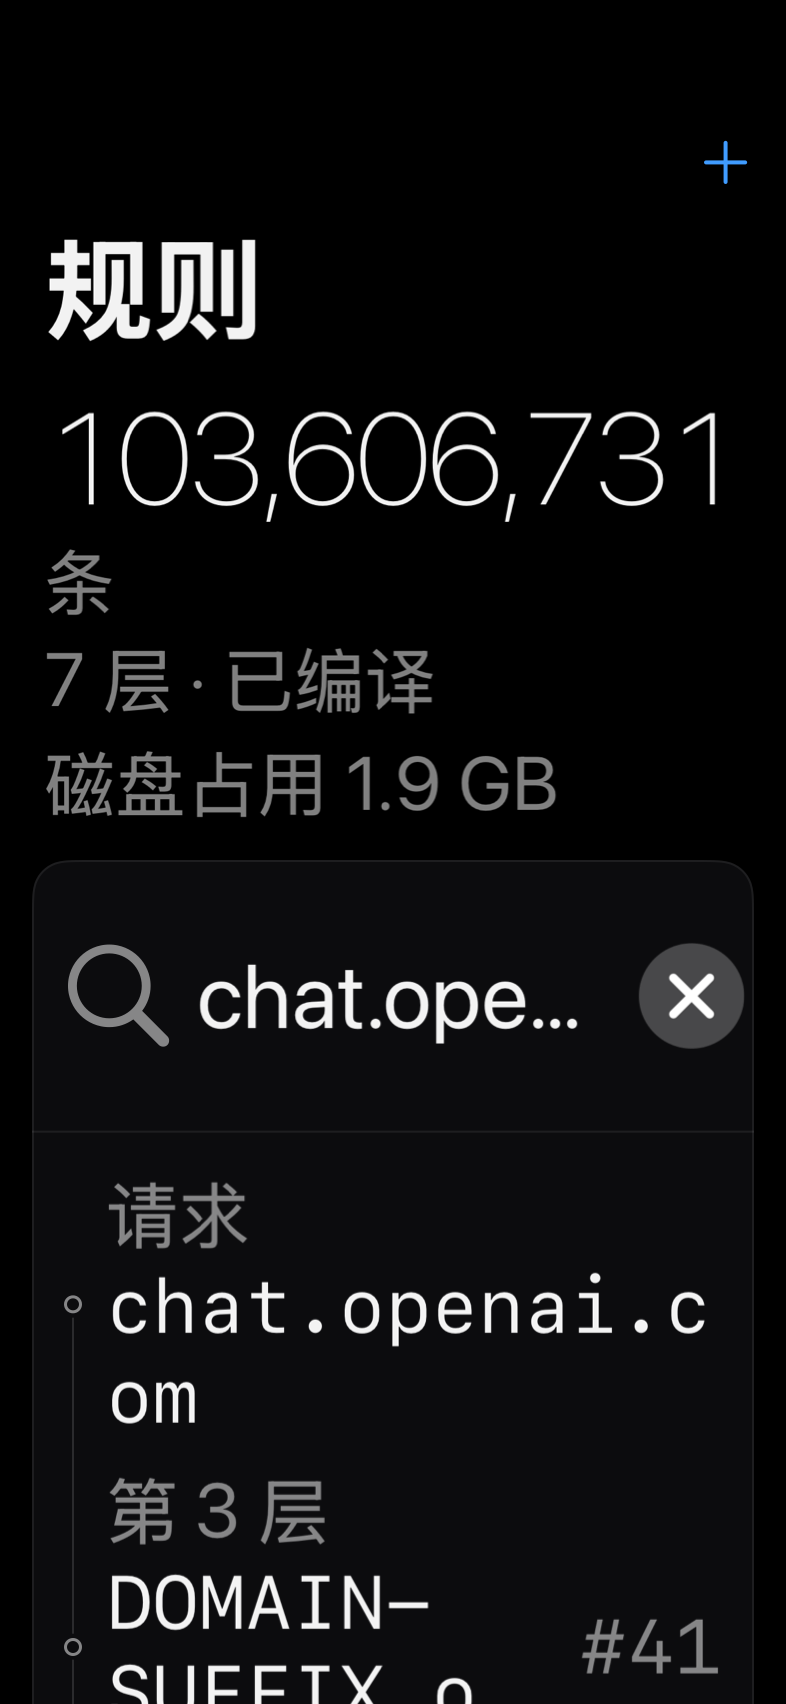 规则
103,606,731
条
7 层 · 已编译
磁盘占用 1.9 GB
chat.ope...
请求
chat.openai.c
om
第 3 层
DOMAIN-
#41
SUFFIX,o